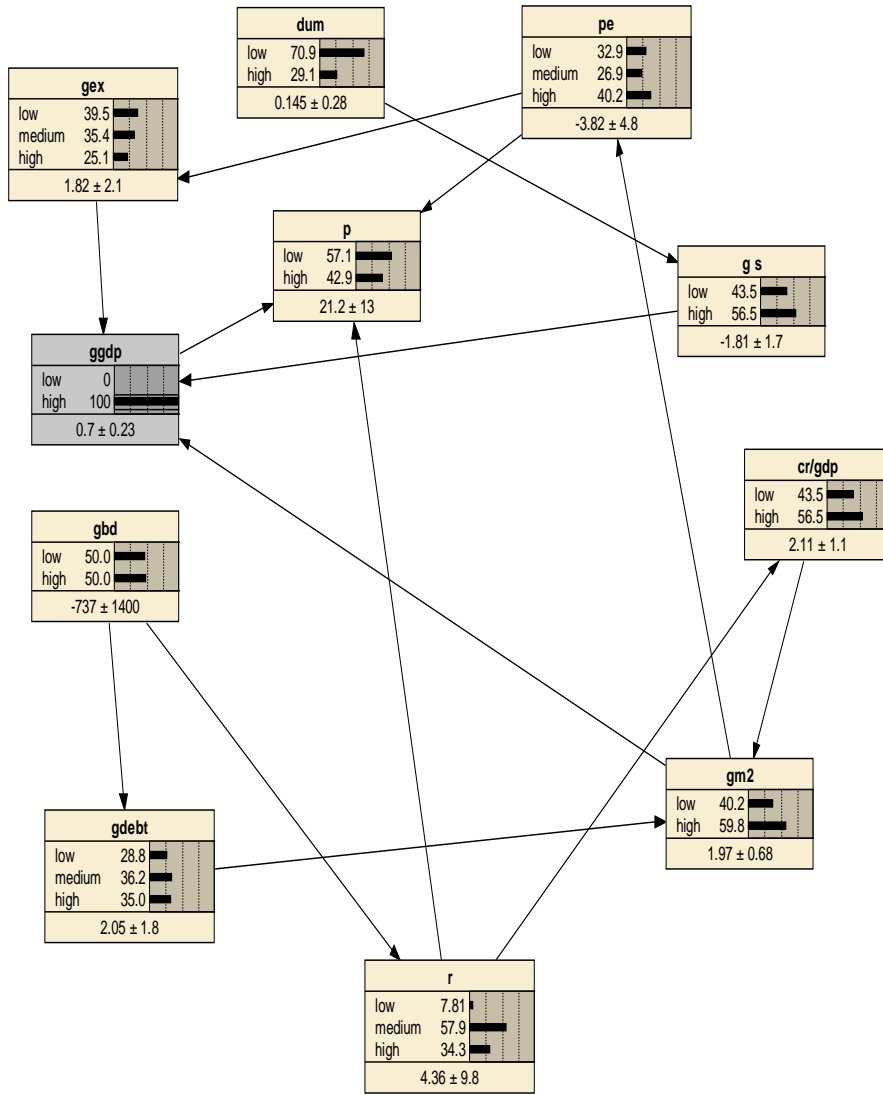 dum
low 70.9
high 29.1
0.145 ± 0.28
pe
low 32.9
medium 26.9
high 40.2
-3.82 ± 4.8
gex
low 39.5
medium 35.4
high 25.1
1.82 ± 2.1
p
low 57.1
high 42.9
21.2 ± 13
g s
low 43.5
high 56.5
-1.81 ± 1.7
ggdp
low 0
high 100
0.7 ± 0.23
cr/gdp
low 43.5
high 56.5
2.11 ± 1.1
gbd
low 50.0
high 50.0
-737 ± 1400
gm2
low 40.2
high 59.8
1.97 ± 0.68
gdebt
low 28.8
medium 36.2
high 35.0
2.05 ± 1.8
r
low 7.81
medium 57.9
high 34.3
4.36 ± 9.8